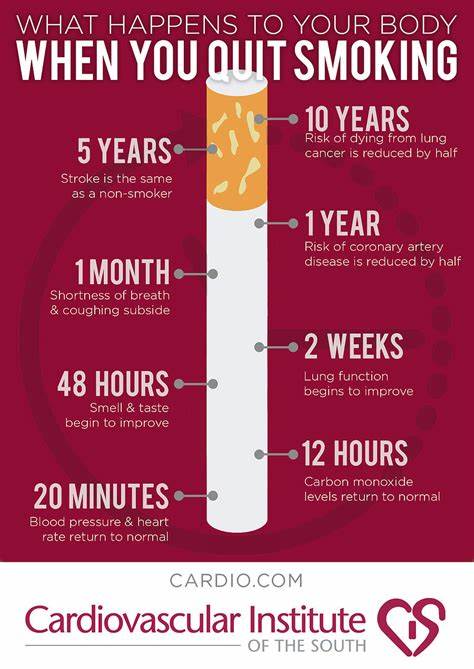 WHAT HAPPENS TO YOUR BODY
WHEN YOU QUIT SMOKING
10 YEARS
Risk of dying from lung
cancer is reduced by half
5 YEARS
Stroke is the same
as a non-smoker
1 YEAR
Risk of coronary artery
disease is reduced by half
1 MONTH
Shortness of breath
& coughing subside
2 WEEKS
Lung function
begins to improve
48 HOURS
Smell & taste
begin to improve
12 HOURS
Carbon monoxide
levels return to normal
20 MINUTES
Blood pressure & heart
rate return to normal
CARDIO.COM
Cardiovascular Institute
OF THE SOUTH
CIS